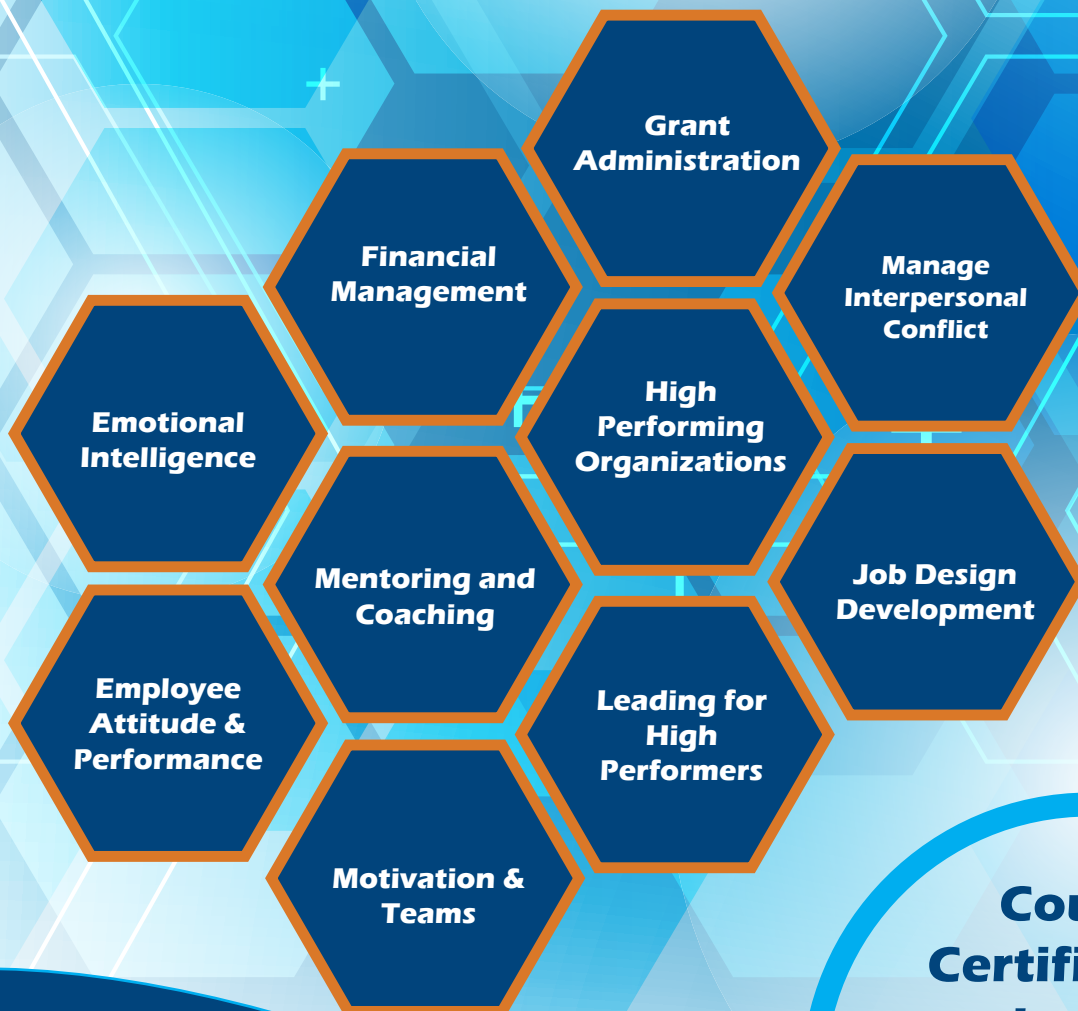 Grant
Administration
Financial
Management
Manage
Interpersonal
Conflict
High
Performing
Organizations
Emotional
Intelligence
Mentoring and
Coaching
Job Design
Development
Employee
Attitude &
Performance
Leading for
High
Performers
Motivation &
Teams